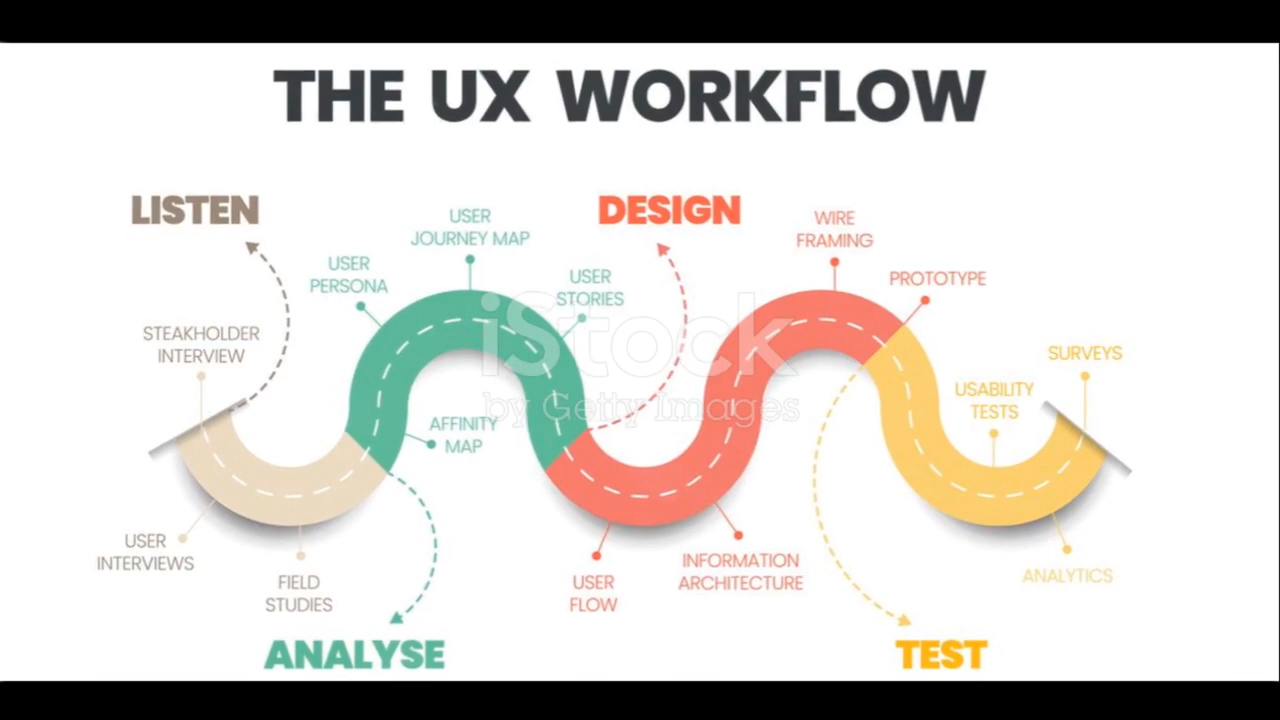 THE UX WORKFLOW
LISTEN
STEAKHOLDER
INTERVIEW
USER
INTERVIEWS
FIELD
STUDIES
USER
PERSONA
USER
JOURNEY MAP
USER
STORIES
AFFINITY
MAP
ANALYSE
DESIGN
USER
FLOW
INFORMATION
ARCHITECTURE
WIRE
FRAMING
PROTOTYPE
USABILITY
TESTS
SURVEYS
ANALYTICS
TEST
iStock
by Getty Images